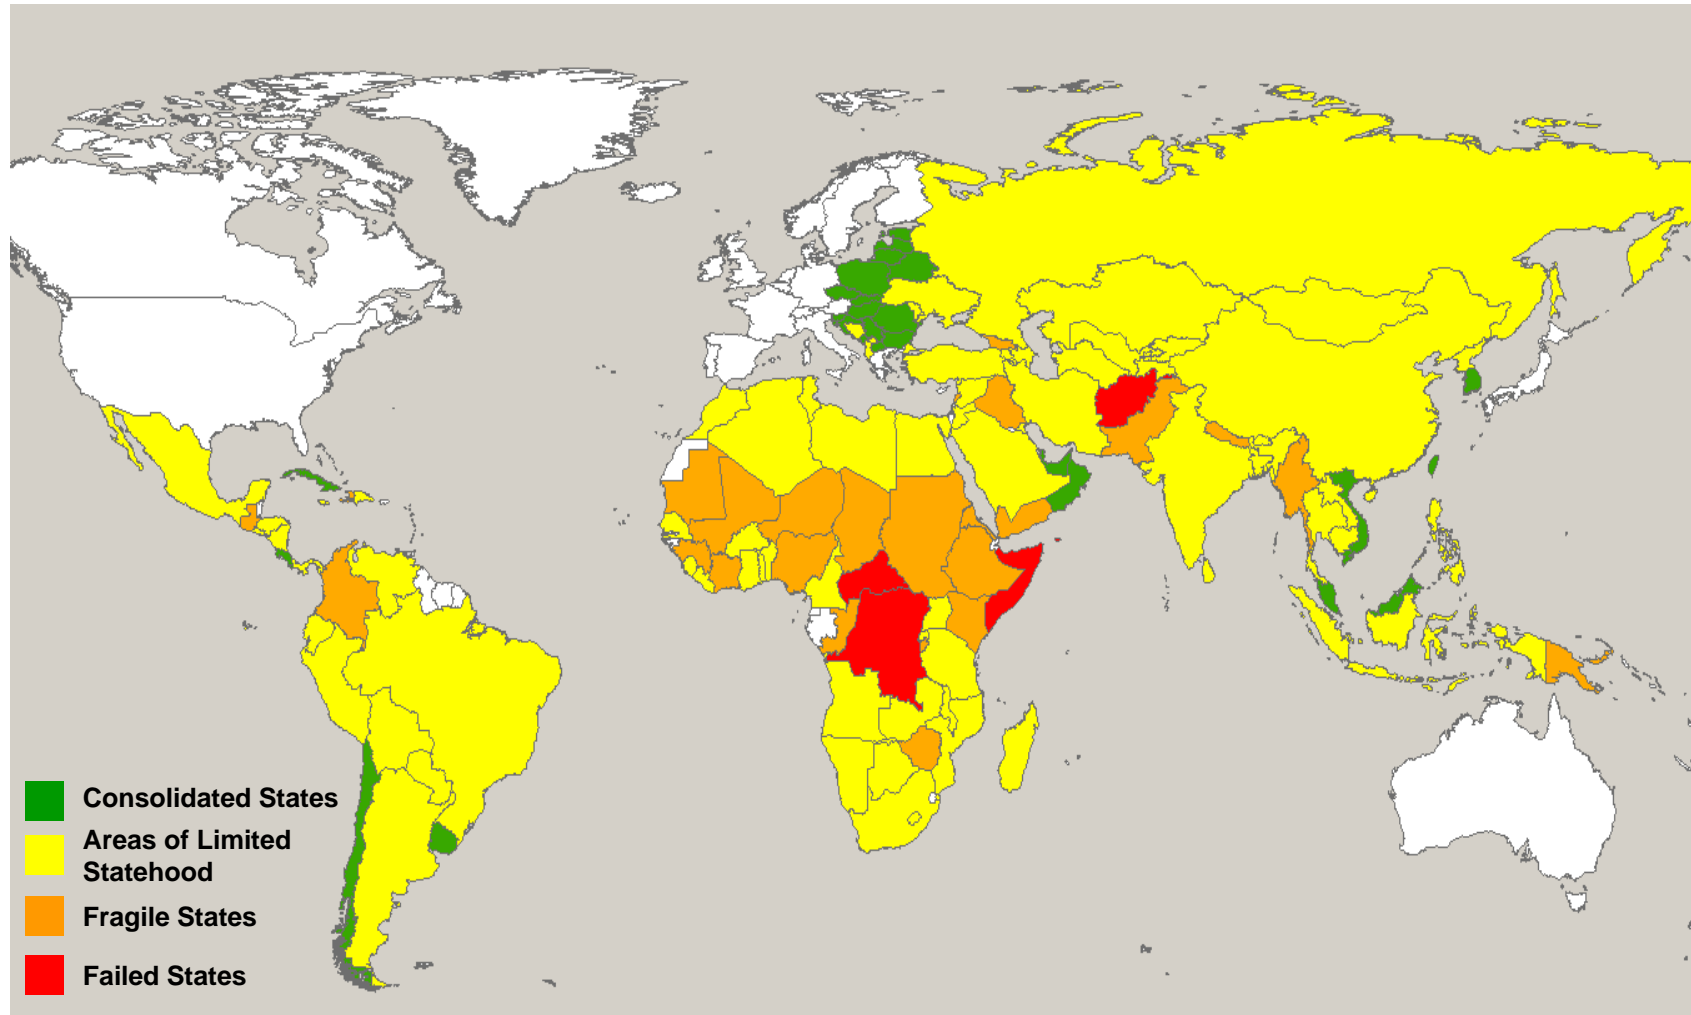 Consolidated States
Areas of Limited
Statehood
Fragile States
Failed States